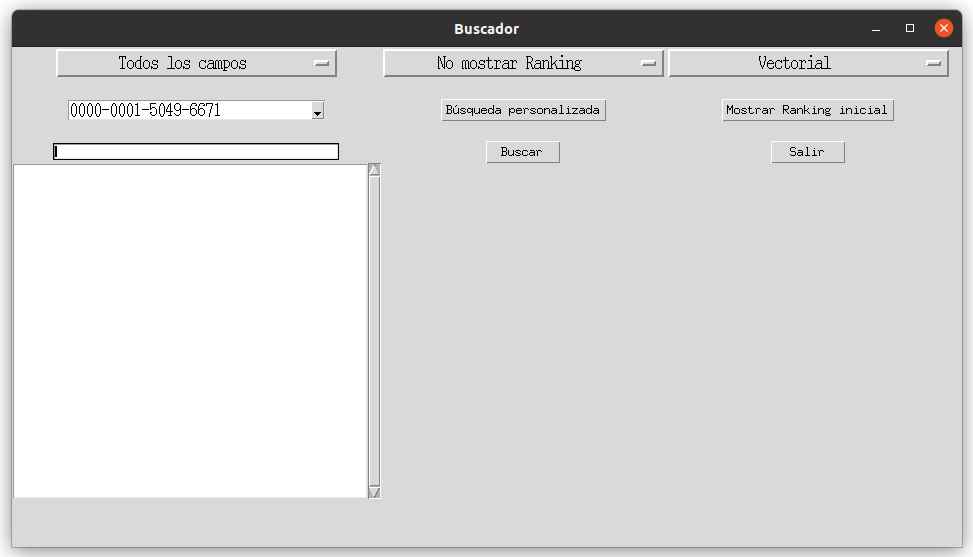 Buscador
Todos los campos
No mostrar Ranking
Vectorial
0000-0001-5049-6671
Búsqueda personalizada
Mostrar Ranking inicial
Buscar
Salir